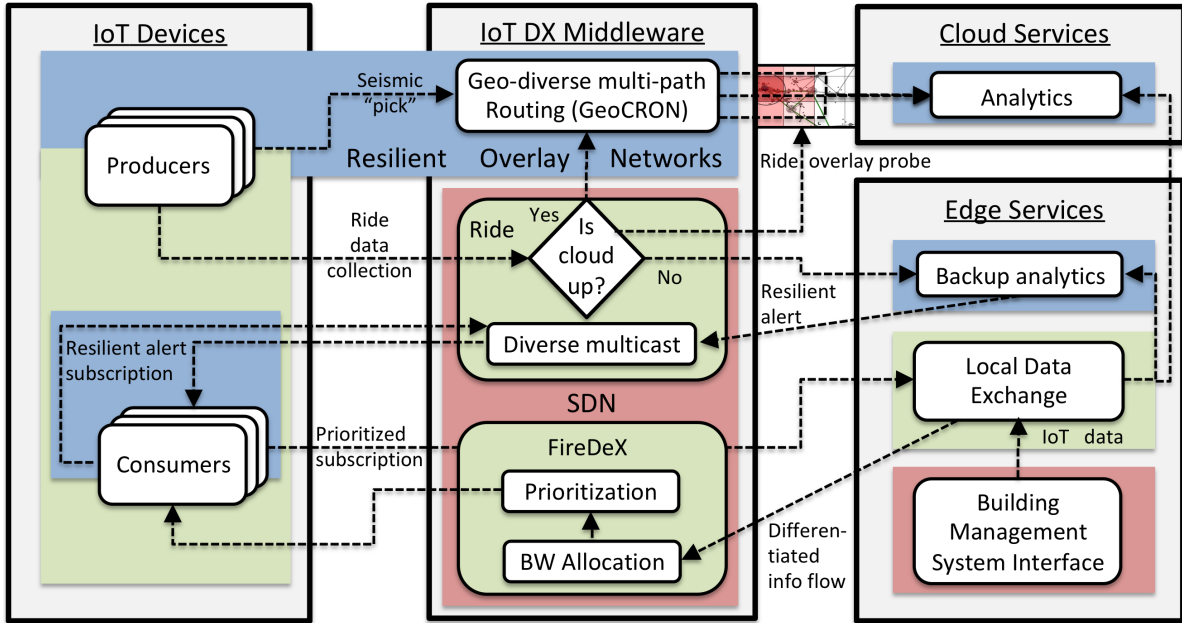 IoT Devices
IoT DX Middleware
Cloud Services
Seismic
"pick"
Geo-diverse multi-path
Routing (GeoCRON)
Analytics
Producers
Resilient Overlay Networks
Ride overlay probe
Edge Services
Ride
data
collection
Ride
Yes
Is
cloud
up?
No
Backup analytics
Resilient
alert
Resilient alert
subscription
Diverse multicast
Local Data
Exchange
SDN
Consumers
Prioritized
subscription
FireDeX
IoT data
Prioritization
Building
Management
System Interface
BW Allocation
Differen-
tiated
info flow